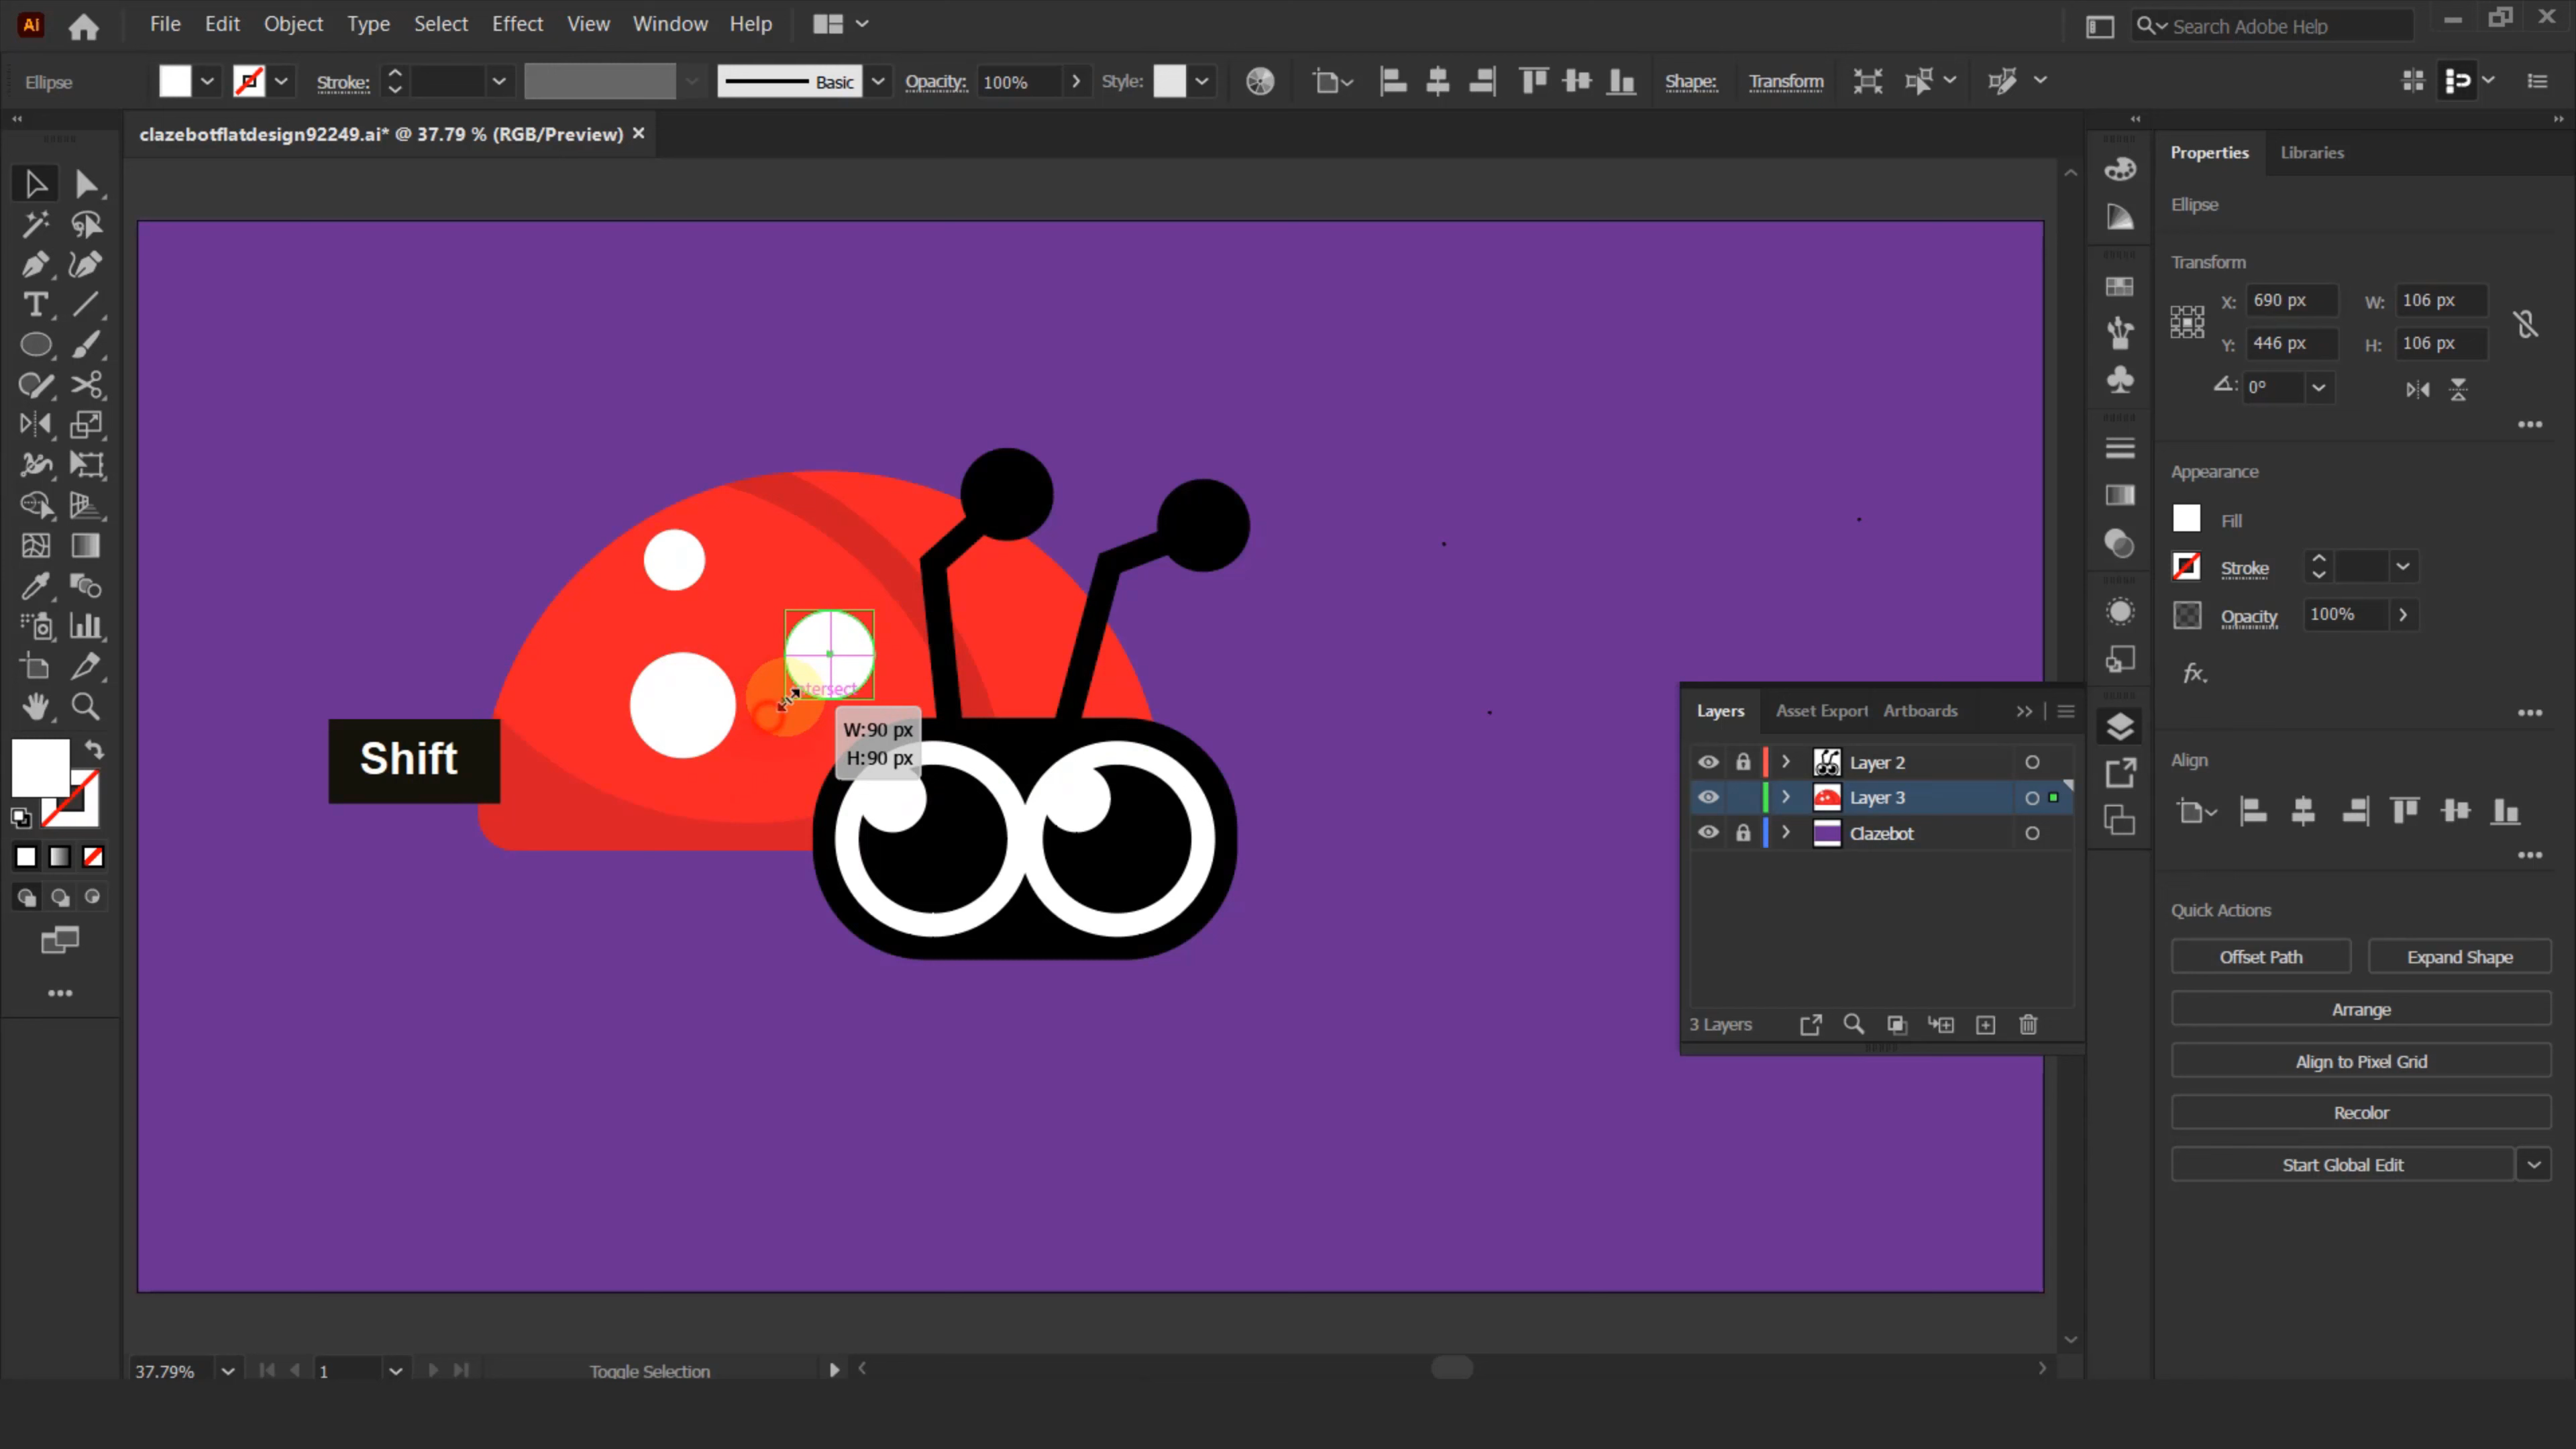 Ai File Edit Object Type Select Effect View Window Help Search Adobe Help
Ellipse Stroke: Basic Opacity: 100% Style: Shape: Transform
clazebotflatdesign92249.ai* @ 37.79 % (RGB/Preview)
Properties Libraries
Ellipse
Transform
X: 690 px W: 106 px
Y: 446 px H: 106 px
0°
Appearance
Fill
Stroke
Opacity 100%
fx.
Align
Quick Actions
Offset Path Expand Shape
Arrange
Align to Pixel Grid
Recolor
Start Global Edit
ntersect
W:90 px
H:90 px
Shift
Layers Asset Export Artboards
Layer 2
Layer 3
Clazebot
3 Layers
37.79% 1 Toggle Selection